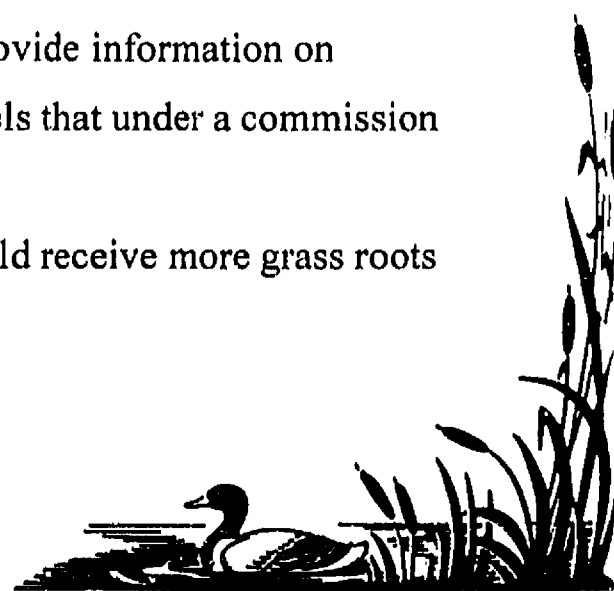 ovide information on
els that under a commission
ld receive more grass roots